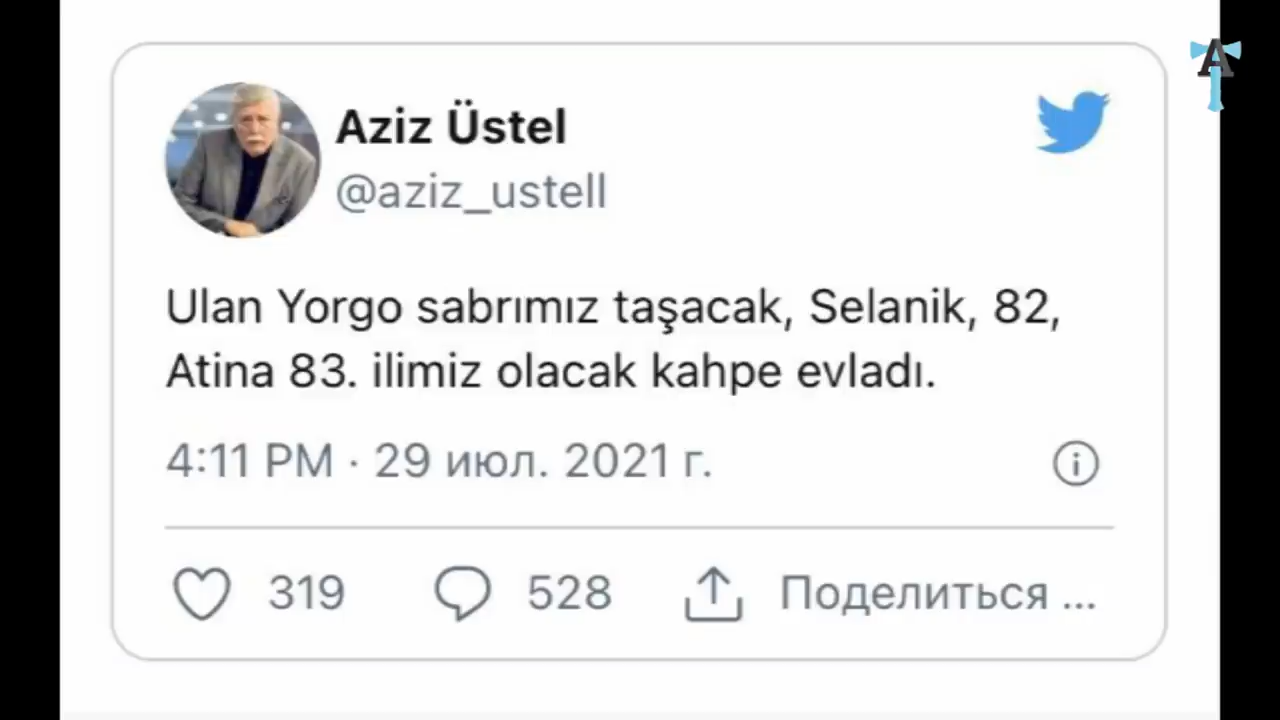 Aziz Üstel
@aziz_ustell
Ulan Yorgo sabrımız taşacak, Selanik, 82,
Atina 83. ilimiz olacak kahpe evladı.
4:11 PM · 29 июл. 2021 г.
319 528 Поделиться ...